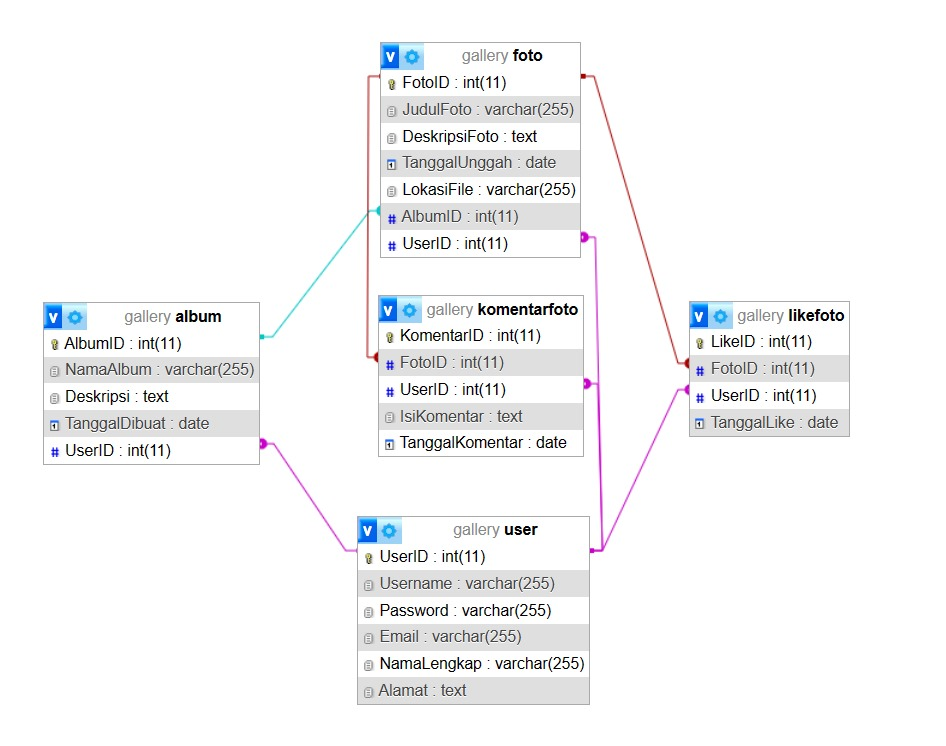 gallery foto
FotoID : int(11)
JudulFoto : varchar(255)
DeskripsiFoto : text
TanggalUnggah : date
LokasiFile : varchar(255)
AlbumID : int(11)
UserID : int(11)
gallery album
AlbumID : int(11)
NamaAlbum : varchar(255)
Deskripsi : text
TanggalDibuat : date
UserID : int(11)
gallery komentarfoto
KomentarID : int(11)
FotoID : int(11)
UserID : int(11)
IsiKomentar : text
TanggalKomentar : date
gallery likefoto
LikeID : int(11)
FotoID : int(11)
UserID : int(11)
TanggalLike : date
gallery user
UserID : int(11)
Username : varchar(255)
Password : varchar(255)
Email : varchar(255)
NamaLengkap : varchar(255)
Alamat : text